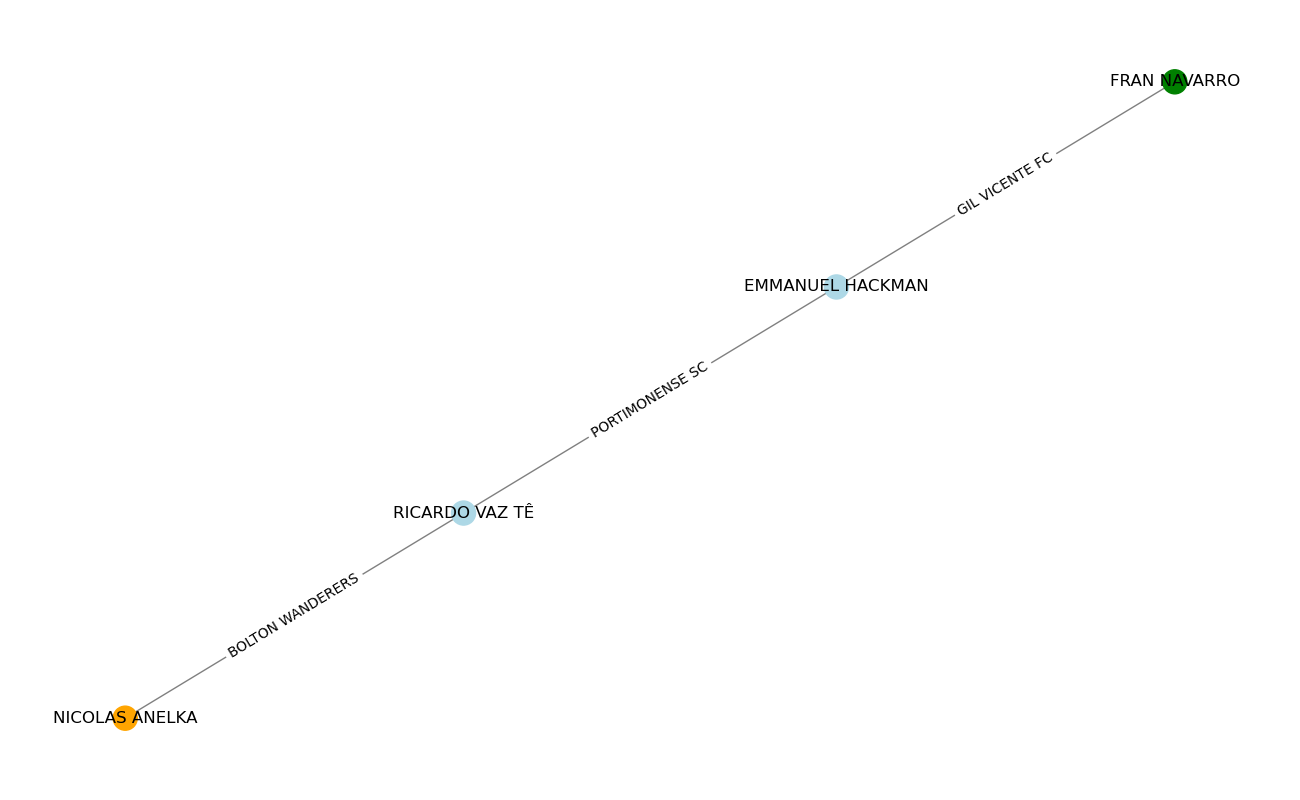 FRAN NAVARRO
GIL VICENTE FC
EMMANUEL HACKMAN
PORTIMONENSE SC
RICARDO VAZ TÊ
BOLTON WANDERERS
NICOLAS ANELKA